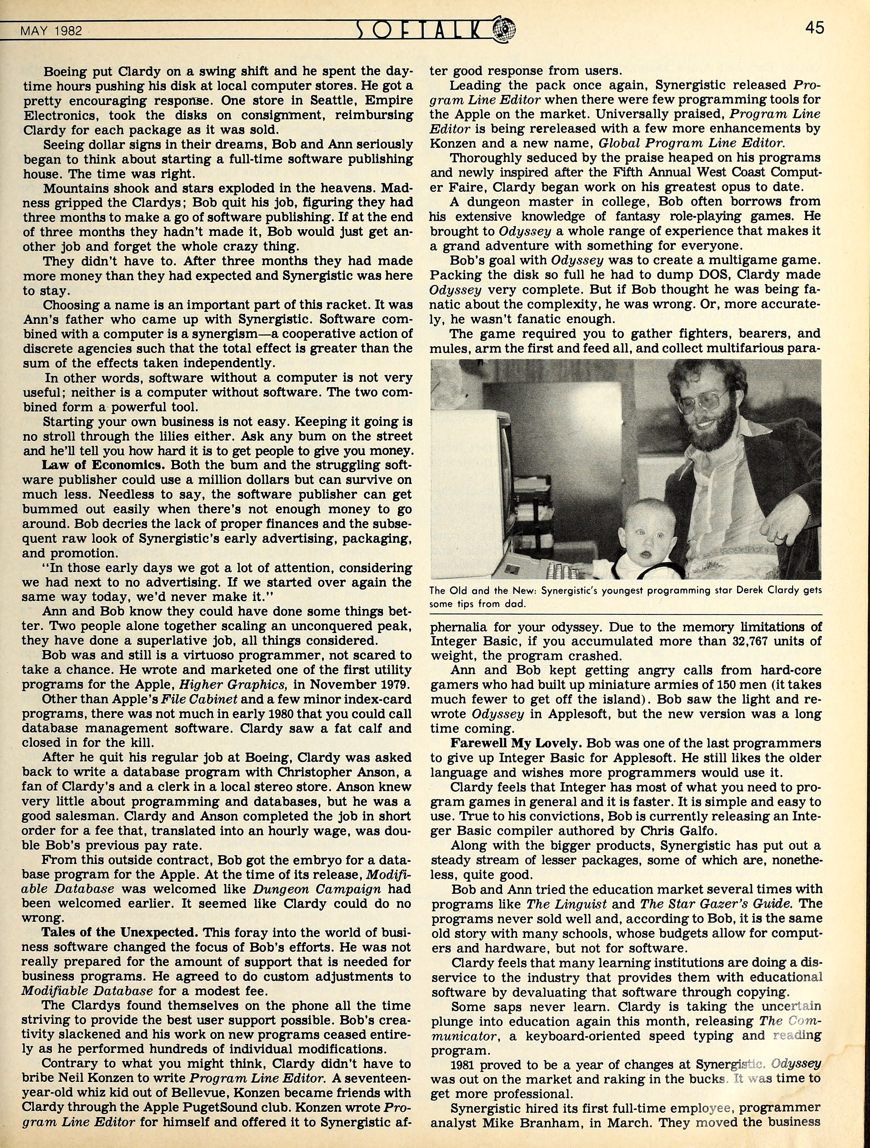 MAY 1982
SOFTALK
45
Boeing put Clardy on a swing shift and he spent the day-
time hours pushing his disk at local computer stores. He got a
pretty encouraging response. One store in Seattle, Empire
Electronics, took the disks on consignment, reimbursing
Clardy for each package as it was sold.
Seeing dollar signs in their dreams, Bob and Ann seriously
began to think about starting a full-time software publishing
house. The time was right.
Mountains shook and stars exploded in the heavens. Mad-
ness gripped the Clardys; Bob quit his job, figuring they had
three months to make a go of software publishing. If at the end
of three months they hadn't made it, Bob would just get an-
other job and forget the whole crazy thing.
They didn't have to. After three months they had made
more money than they had expected and Synergistic was here
to stay.
Choosing a name is an important part of this racket. It was
Ann's father who came up with Synergistic. Software com-
bined with a computer is a synergism—a cooperative action of
discrete agencies such that the total effect is greater than the
sum of the effects taken independently.
In other words, software without a computer is not very
useful; neither is a computer without software. The two com-
bined form a powerful tool.
Starting your own business is not easy. Keeping it going is
no stroll through the lilies either. Ask any bum on the street
and he'll tell you how hard it is to get people to give you money.
Law of Economics. Both the bum and the struggling soft-
ware publisher could use a million dollars but can survive on
much less. Needless to say, the software publisher can get
bummed out easily when there's not enough money to go
around. Bob decries the lack of proper finances and the subse-
quent raw look of Synergistic's early advertising, packaging,
and promotion.
"In those early days we got a lot of attention, considering
we had next to no advertising. If we started over again the
same way today, we'd never make it."
Ann and Bob know they could have done some things bet-
ter. Two people alone together scaling an unconquered peak,
they have done a superlative job, all things considered.
Bob was and still is a virtuoso programmer, not scared to
take a chance. He wrote and marketed one of the first utility
programs for the Apple, Higher Graphics, in November 1979.
Other than Apple's File Cabinet and a few minor index-card
programs, there was not much in early 1980 that you could call
database management software. Clardy saw a fat calf and
closed in for the kill.
After he quit his regular job at Boeing, Clardy was asked
back to write a database program with Christopher Anson, a
fan of Clardy's and a clerk in a local stereo store. Anson knew
very little about programming and databases, but he was a
good salesman. Clardy and Anson completed the job in short
order for a fee that, translated into an hourly wage, was dou-
ble Bob's previous pay rate.
From this outside contract, Bob got the embryo for a data-
base program for the Apple. At the time of its release, Modifi-
able Database was welcomed like Dungeon Campaign had
been welcomed earlier. It seemed like Clardy could do no
wrong.
Tales of the Unexpected. This foray into the world of busi-
ness software changed the focus of Bob's efforts. He was not
really prepared for the amount of support that is needed for
business programs. He agreed to do custom adjustments to
Modifiable Database for a modest fee.
The Clardys found themselves on the phone all the time
striving to provide the best user support possible. Bob's crea-
tivity slackened and his work on new programs ceased entire-
ly as he performed hundreds of individual modifications.
Contrary to what you might think, Clardy didn't have to
bribe Neil Konzen to write Program Line Editor. A seventeen-
year-old whiz kid out of Bellevue, Konzen became friends with
Clardy through the Apple PugetSound club. Konzen wrote Pro-
gram Line Editor for himself and offered it to Synergistic af-
ter good response from users.
Leading the pack once again, Synergistic released Pro-
gram Line Editor when there were few programming tools for
the Apple on the market. Universally praised, Program Line
Editor is being rereleased with a few more enhancements by
Konzen and a new name, Global Program Line Editor.
Thoroughly seduced by the praise heaped on his programs
and newly inspired after the Fifth Annual West Coast Comput-
er Faire, Clardy began work on his greatest opus to date.
A dungeon master in college, Bob often borrows from
his extensive knowledge of fantasy role-playing games. He
brought to Odyssey a whole range of experience that makes it
a grand adventure with something for everyone.
Bob's goal with Odyssey was to create a multigame game.
Packing the disk so full he had to dump DOS, Clardy made
Odyssey very complete. But if Bob thought he was being fa-
natic about the complexity, he was wrong. Or, more accurate-
ly, he wasn't fanatic enough.
The game required you to gather fighters, bearers, and
mules, arm the first and feed all, and collect multifarious para-
The Old and the New: Synergistic's youngest programming star Derek Clardy gets
some tips from dad.
phernalia for your odyssey. Due to the memory limitations of
Integer Basic, if you accumulated more than 32,767 units of
weight, the program crashed.
Ann and Bob kept getting angry calls from hard-core
gamers who had built up miniature armies of 150 men (it takes
much fewer to get off the island). Bob saw the light and re-
wrote Odyssey in Applesoft, but the new version was a long
time coming.
Farewell My Lovely. Bob was one of the last programmers
to give up Integer Basic for Applesoft. He still likes the older
language and wishes more programmers would use it.
Clardy feels that Integer has most of what you need to pro-
gram games in general and it is faster. It is simple and easy to
use. True to his convictions, Bob is currently releasing an Inte-
ger Basic compiler authored by Chris Galfo.
Along with the bigger products, Synergistic has put out a
steady stream of lesser packages, some of which are, nonethe-
less, quite good.
Bob and Ann tried the education market several times with
programs like The Linguist and The Star Gazer's Guide. The
programs never sold well and, according to Bob, it is the same
old story with many schools, whose budgets allow for comput-
ers and hardware, but not for software.
Clardy feels that many learning institutions are doing a dis-
service to the industry that provides them with educational
software by devaluating that software through copying.
Some saps never learn. Clardy is taking the uncertain
plunge into education again this month, releasing The Com-
municator, a keyboard-oriented speed typing and reading
program.
1981 proved to be a year of changes at Synergistic. Odyssey
was out on the market and raking in the bucks. It was time to
get more professional.
Synergistic hired its first full-time employee, programmer
analyst Mike Branham, in March. They moved the business